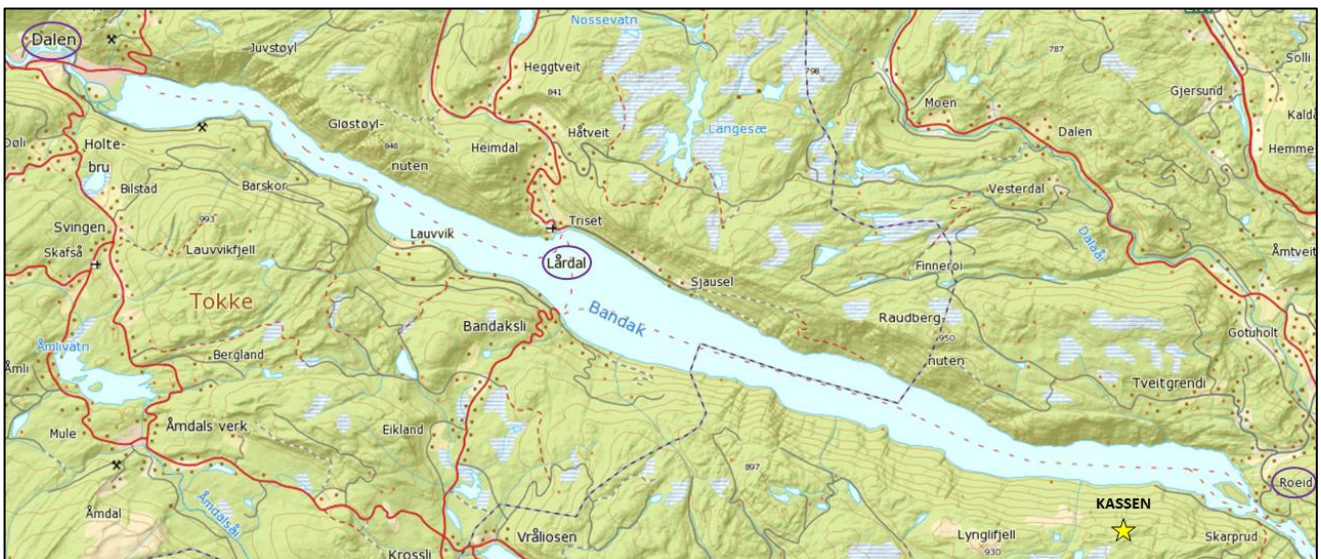 Dalen
Juvstøyl
Nossevatn
Heggtveit
841
798
787
Solli
Gjersund
Moen
Dalen
Langesæ
Gløstøyl-
nuten
848
Håtveit
Heimdal
Holte-
bru
Bilstad
Barskor
Hemme
Vesterdal
993
Svingen
Skafså
Lauvvikfjell
Lauvvik
Triset
Lårdal
Dalaåi
Åmtveit
Finneroi
Sjausel
Tokke
Bandak
Bandaksli
Raudberg-
nuten
950
Gotuholt
Åmlivatn
Åmli
Bergland
Tveitgrendi
Mule
Åmdals verk
Eikland
897
Roeid
KASSEN
Åmdal
Åmdalsåi
Vråliosen
Krossli
Lynglifjell
930
Skarprud